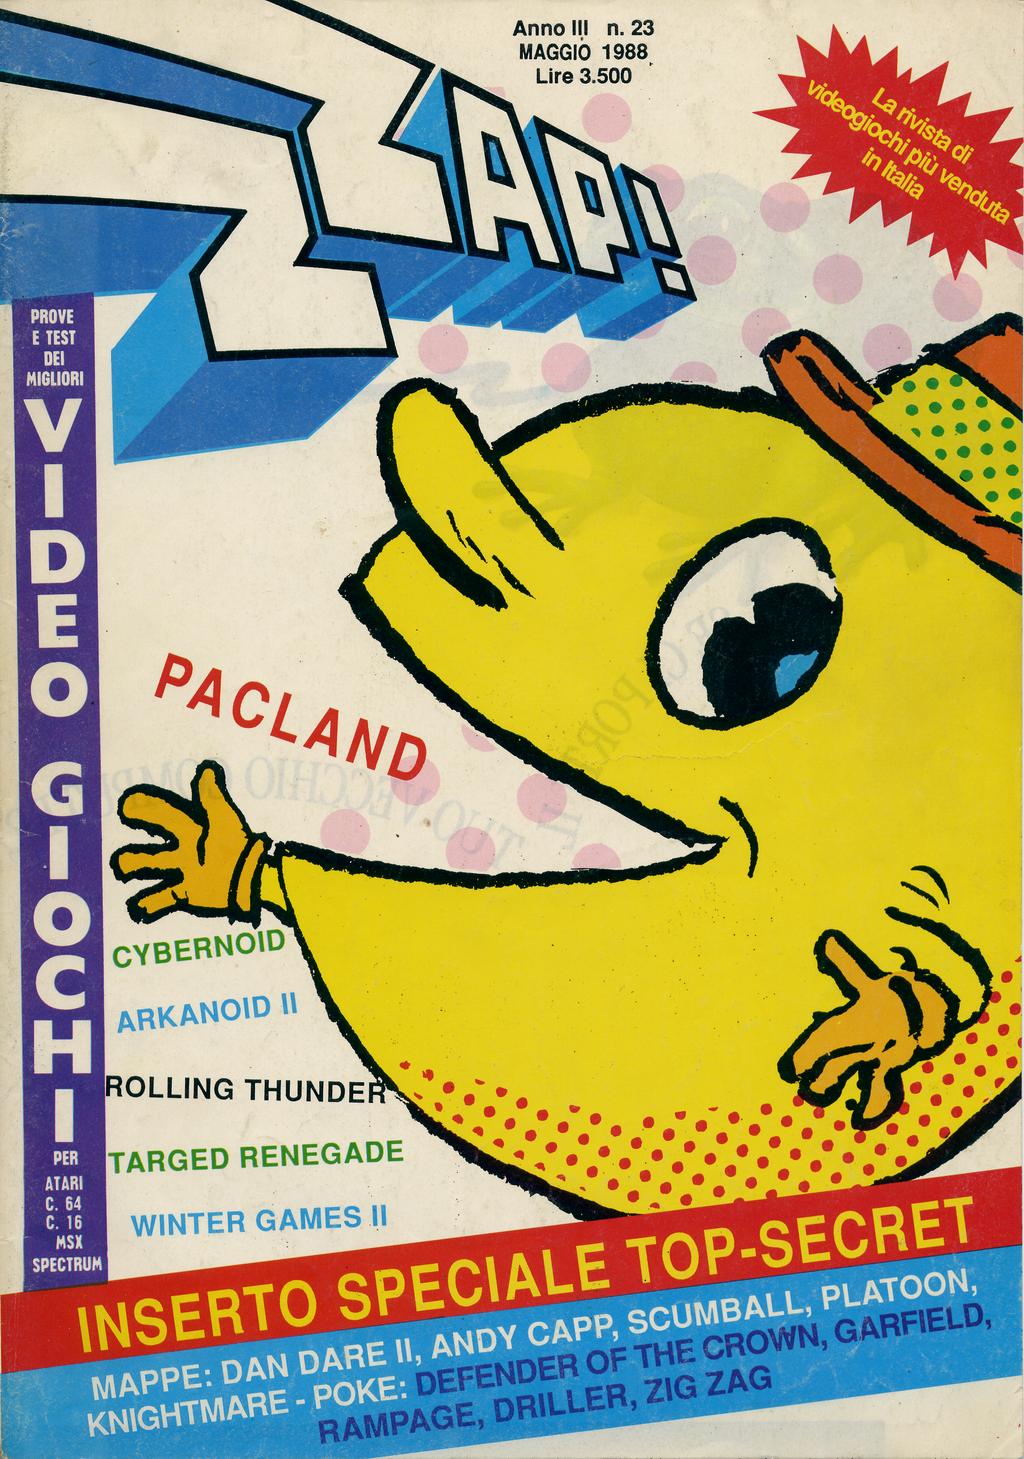 Anno III n. 23
MAGGIO 1988
Lire 3.500
ZZAP!
La rivista di
videogiochi più venduta
in Italia
PROVE
E TEST
DEI
MIGLIORI
VIDEO GIOCHI
PER
ATARI
C. 64
C. 16
MSX
SPECTRUM
PACLAND
CYBERNOID
ARKANOID II
ROLLING THUNDER
TARGED RENEGADE
WINTER GAMES II
INSERTO SPECIALE TOP-SECRET
MAPPE: DAN DARE II, ANDY CAPP, SCUMBALL, PLATOON,
KNIGHTMARE - POKE: DEFENDER OF THE CROWN, GARFIELD,
RAMPAGE, DRILLER, ZIG ZAG